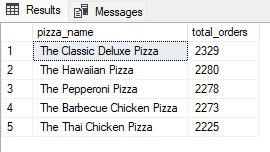 Results Messages
pizza_name total_orders
1 The Classic Deluxe Pizza 2329
2 The Hawaiian Pizza 2280
3 The Pepperoni Pizza 2278
4 The Barbecue Chicken Pizza 2273
5 The Thai Chicken Pizza 2225